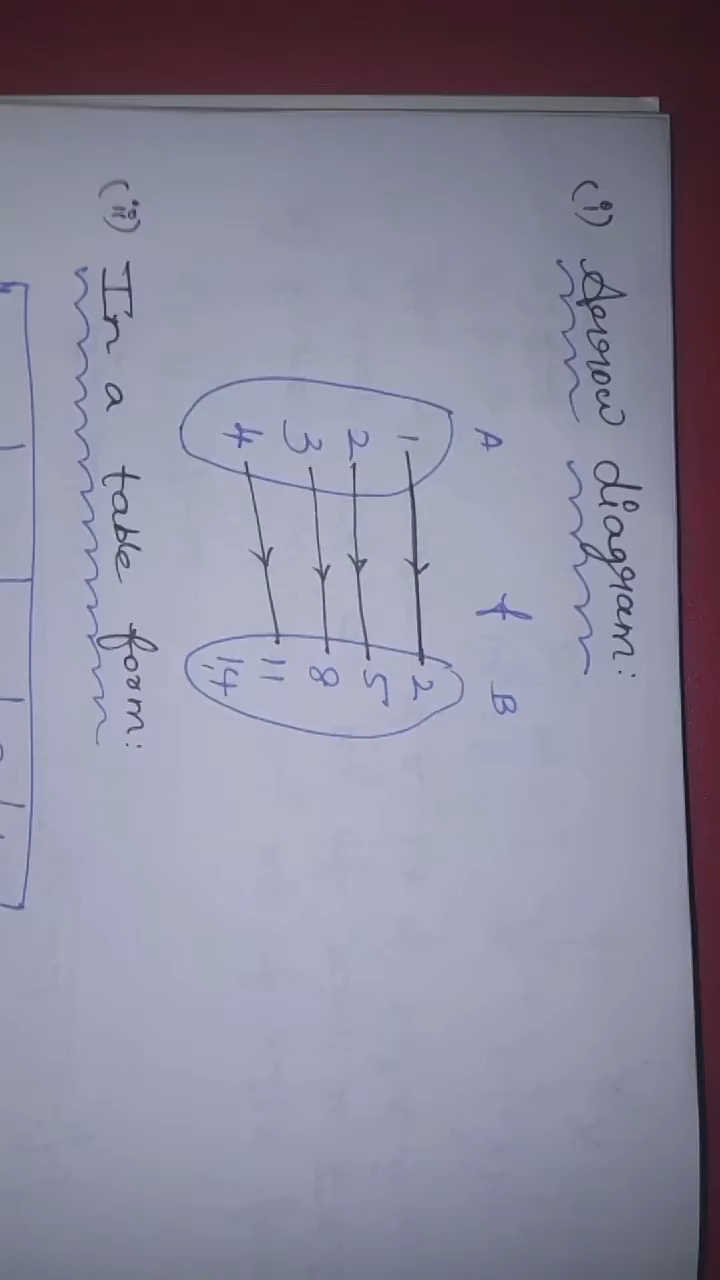 (i) Arrow diagram:
f
A B
1 2
2 5
3 8
4 11
14
(ii) In a table form: